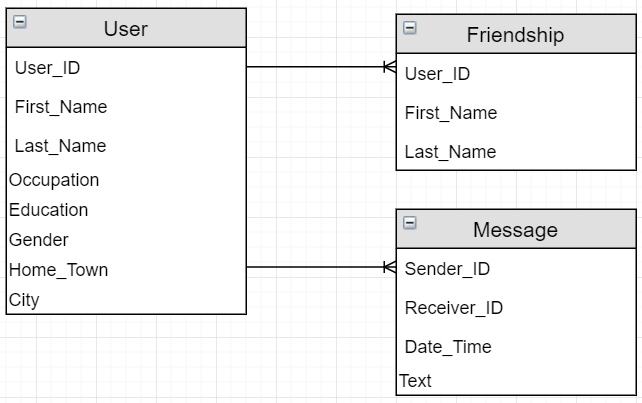 User
User_ID
First_Name
Last_Name
Occupation
Education
Gender
Home_Town
City
Friendship
User_ID
First_Name
Last_Name
Message
Sender_ID
Receiver_ID
Date_Time
Text